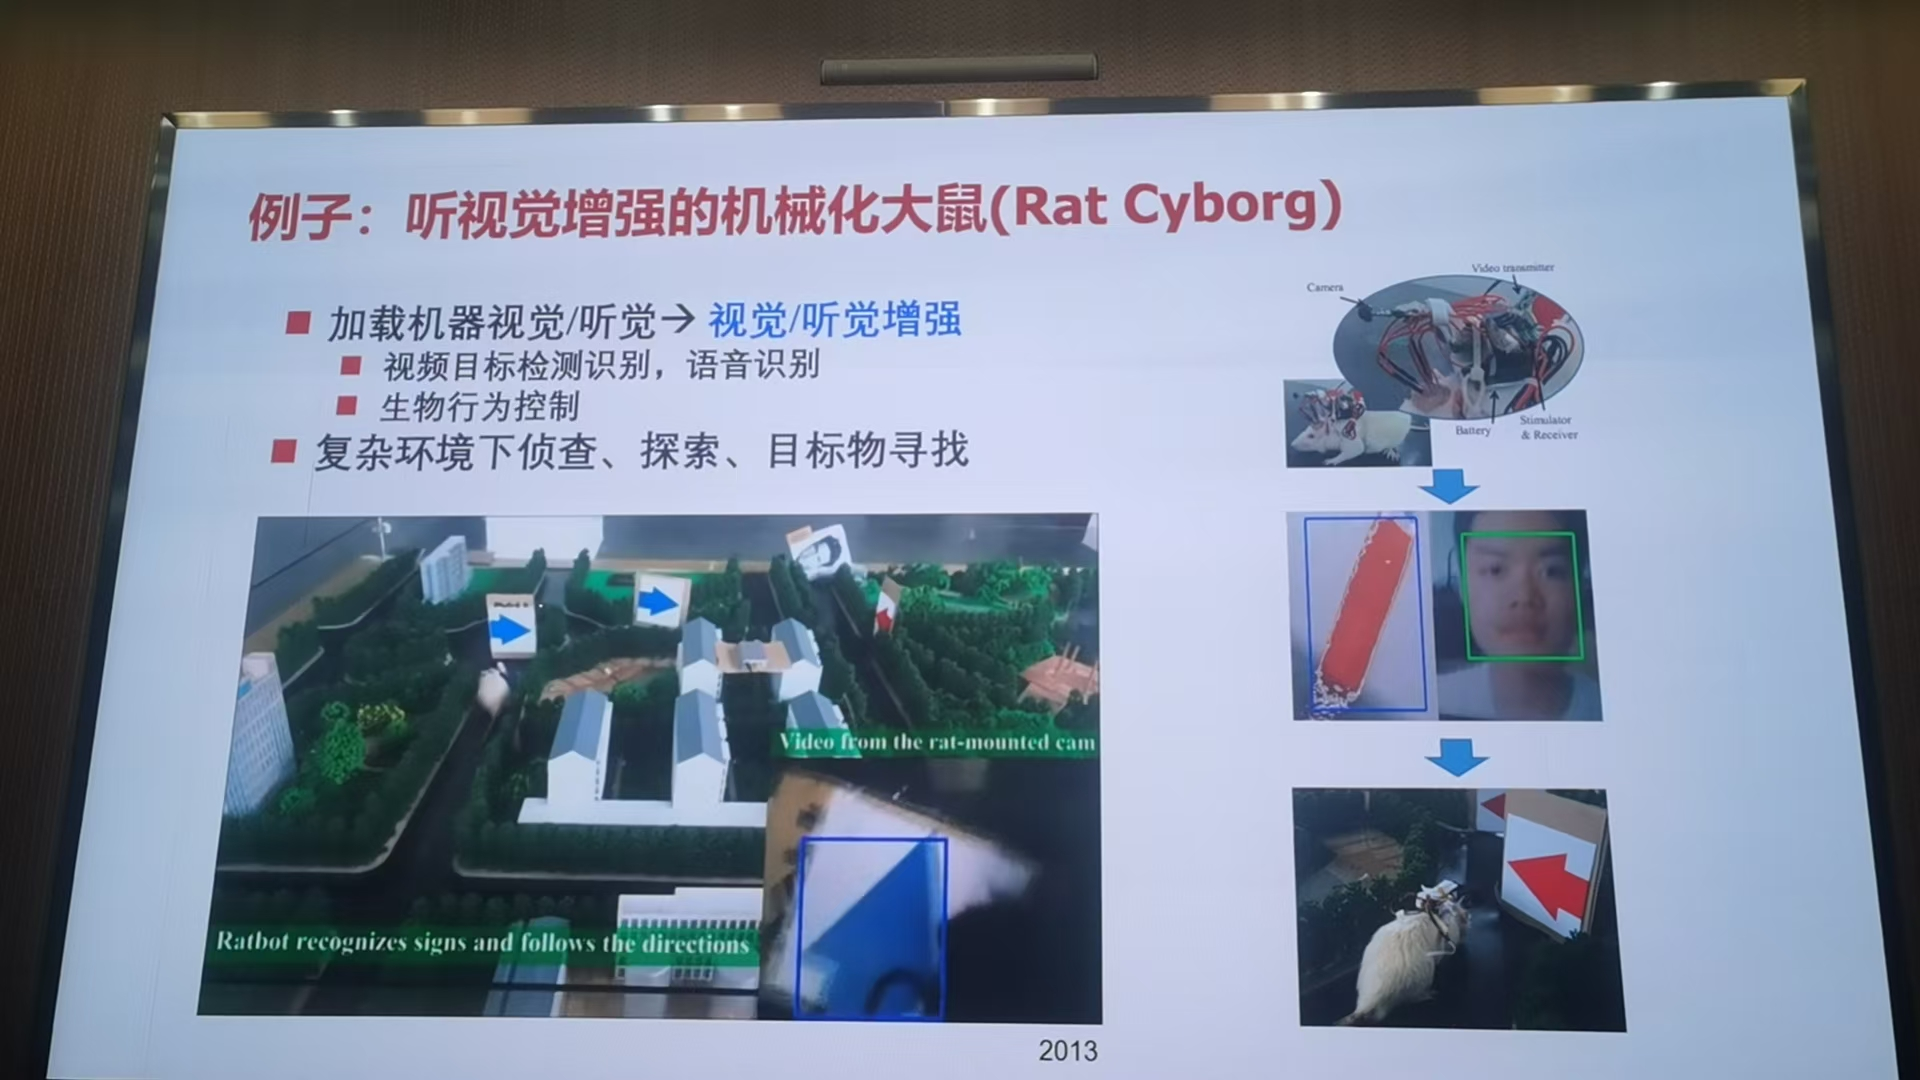 例子：听视觉增强的机械化大鼠(Rat Cyborg)
■ 加载机器视觉/听觉→ 视觉/听觉增强
■ 视频目标检测识别，语音识别
■ 生物行为控制
■ 复杂环境下侦查、探索、目标物寻找
Video transmitter
Camera
Battery
Stimulator
& Receiver
Video from the rat-mounted cam
Ratbot recognizes signs and follows the directions
2013